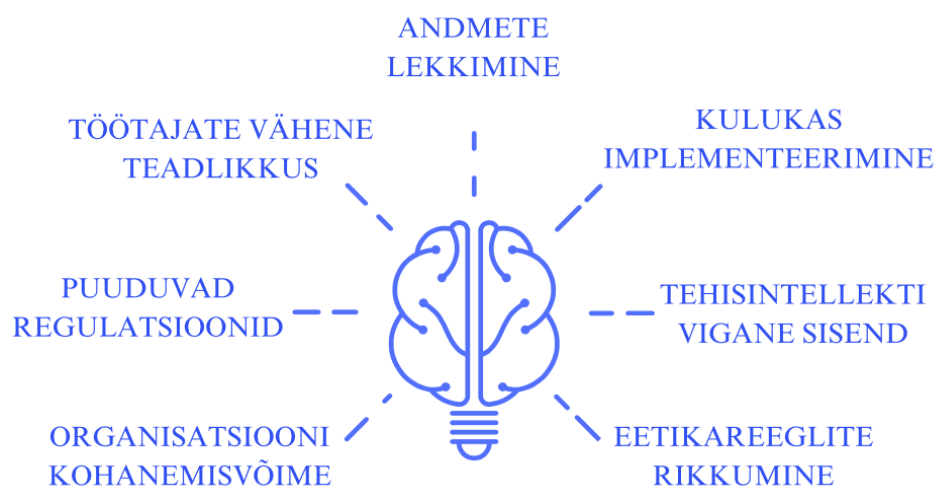 ANDMETE
LEKKIMINE
TÖÖTAJATE VÄHENE
TEADLIKKUS
KULUKAS
IMPLEMENTEERIMINE
PUUDUVAD
REGULATSIOONID
TEHISINTELLEKTI
VIGANE SISEND
ORGANISATSIOONI
KOHANEMISVÕIME
EETIKAREEGLITE
RIKKUMINE